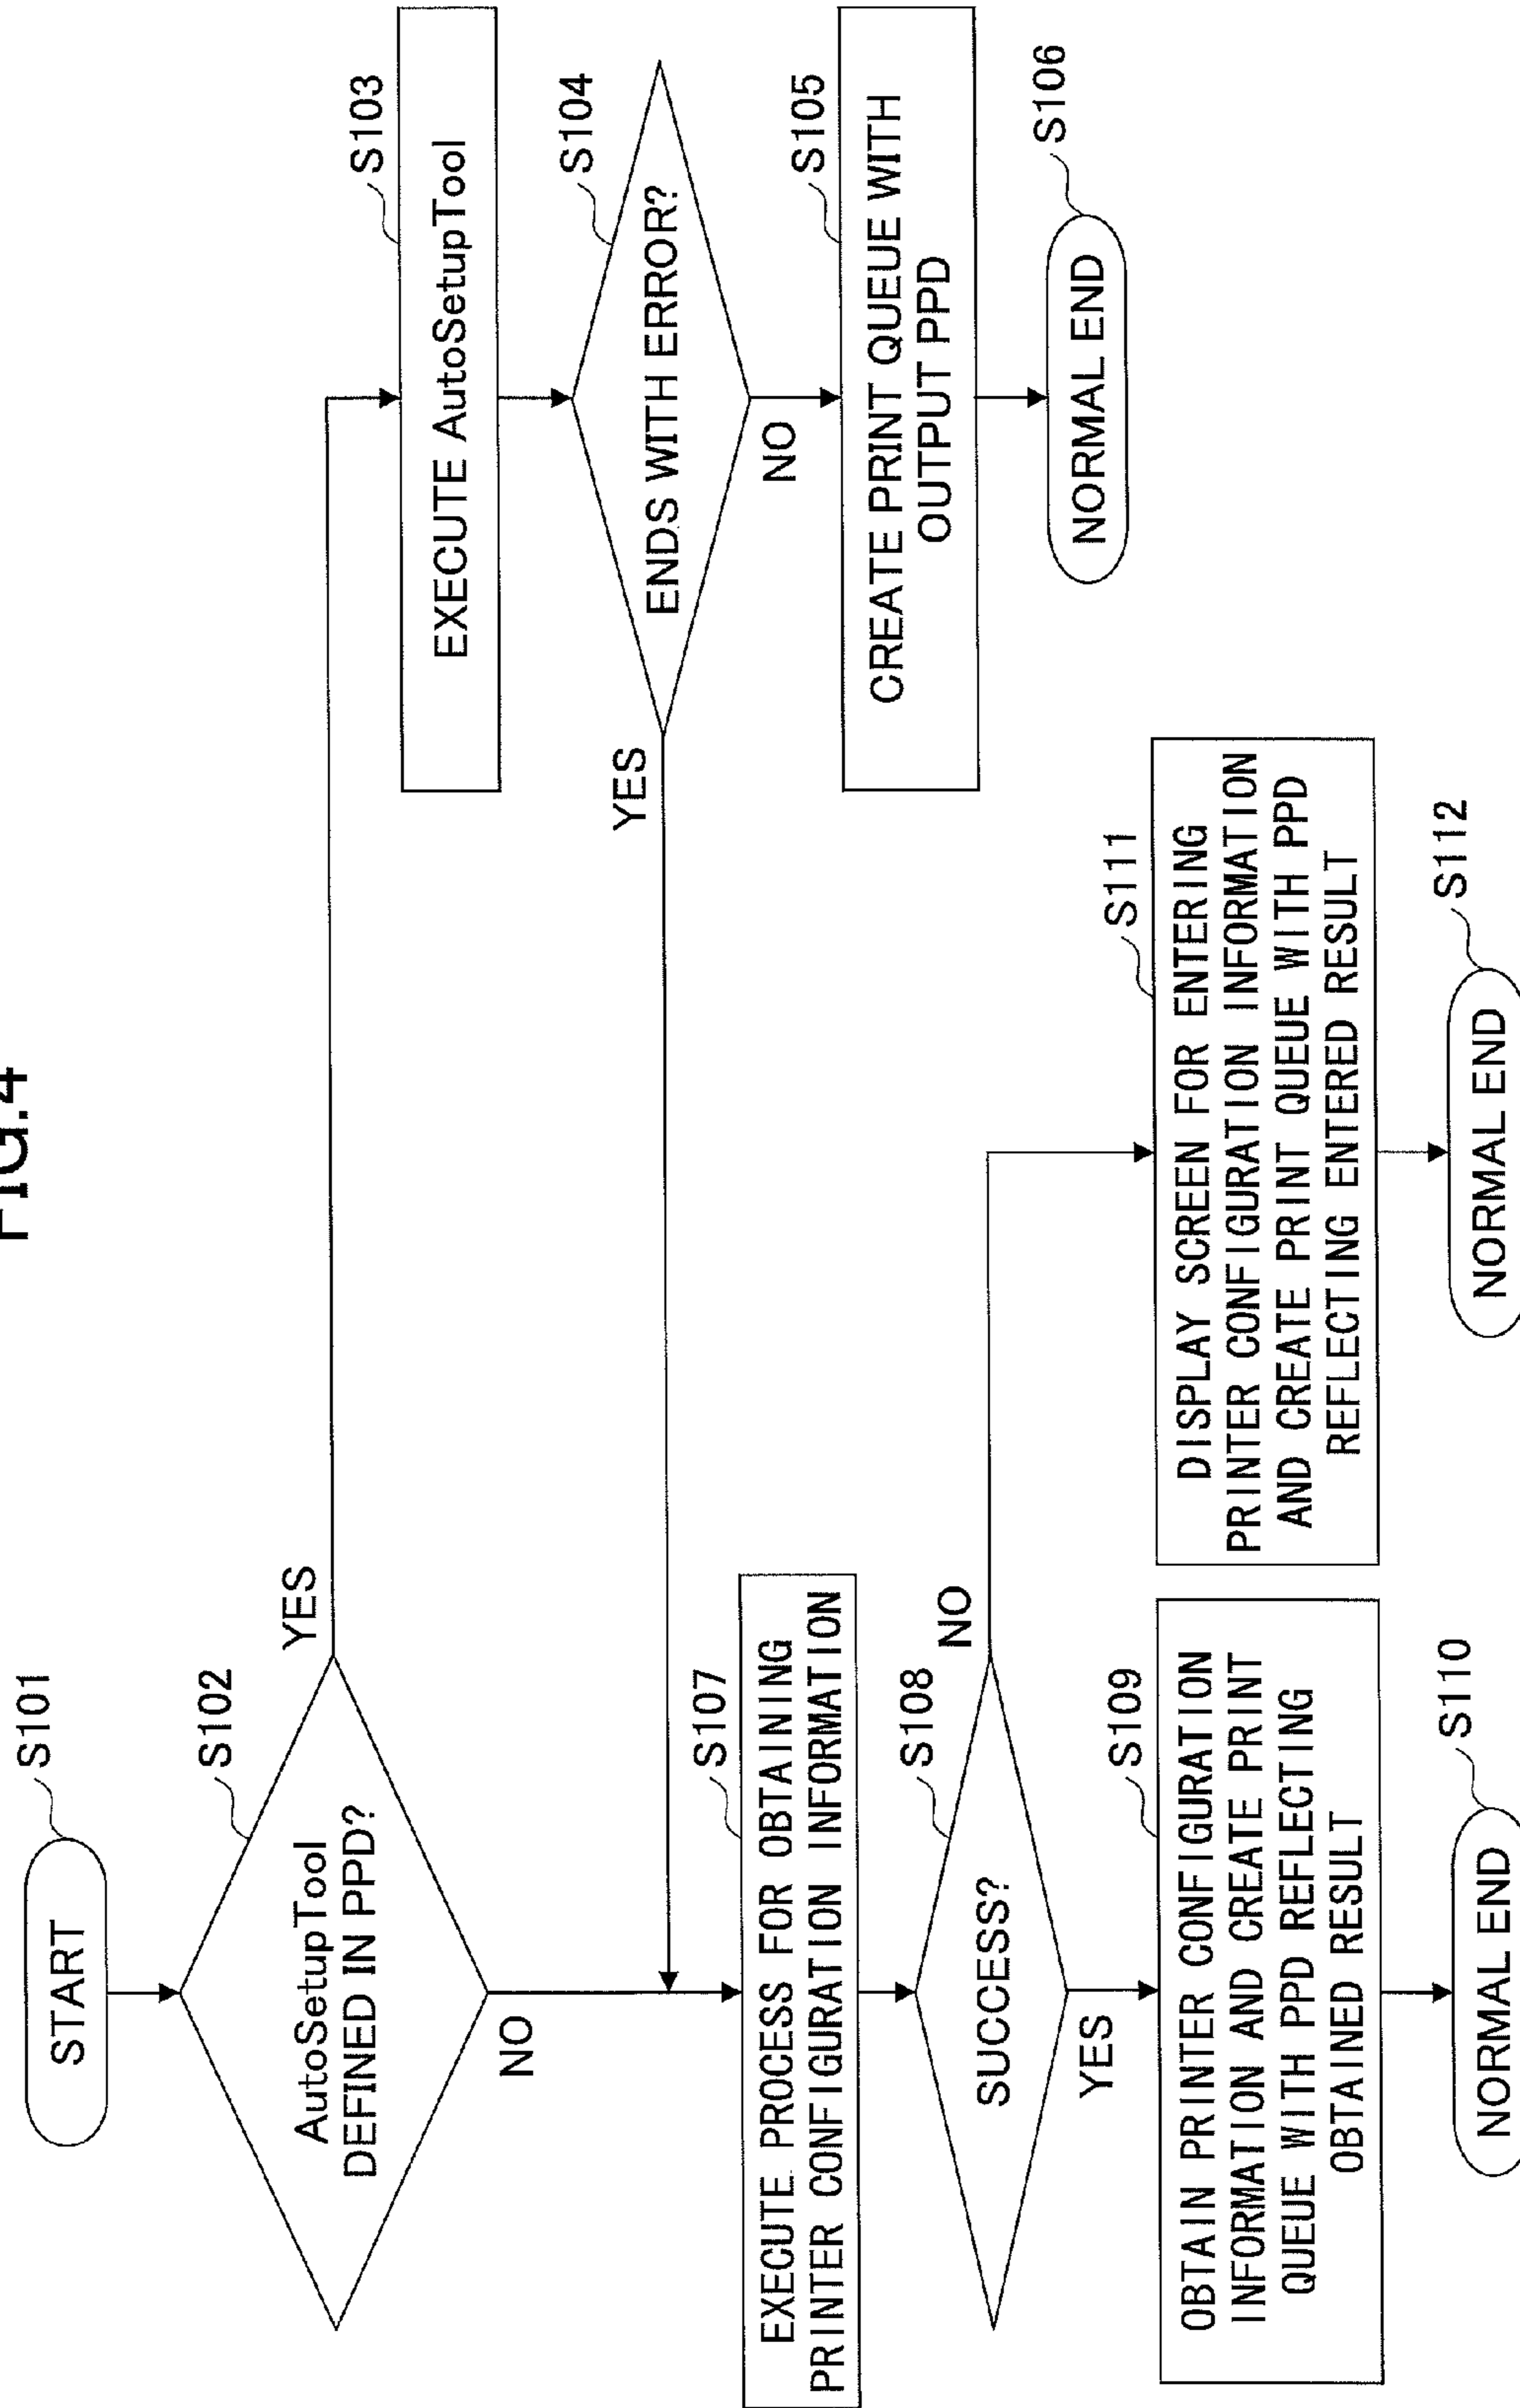 FIG.4
START
S101
AutoSetupTool
DEFINED IN PPD?
S102
YES
NO
EXECUTE AutoSetupTool
S103
ENDS WITH ERROR?
S104
YES
NO
CREATE PRINT QUEUE WITH
OUTPUT PPD
S105
NORMAL END
S106
EXECUTE PROCESS FOR OBTAINING
PRINTER CONFIGURATION INFORMATION
S107
SUCCESS?
S108
NO
YES
OBTAIN PRINTER CONFIGURATION
INFORMATION AND CREATE PRINT
QUEUE WITH PPD REFLECTING
OBTAINED RESULT
S109
NORMAL END
S110
DISPLAY SCREEN FOR ENTERING
PRINTER CONFIGURATION INFORMATION
AND CREATE PRINT QUEUE WITH PPD
REFLECTING ENTERED RESULT
S111
NORMAL END
S112